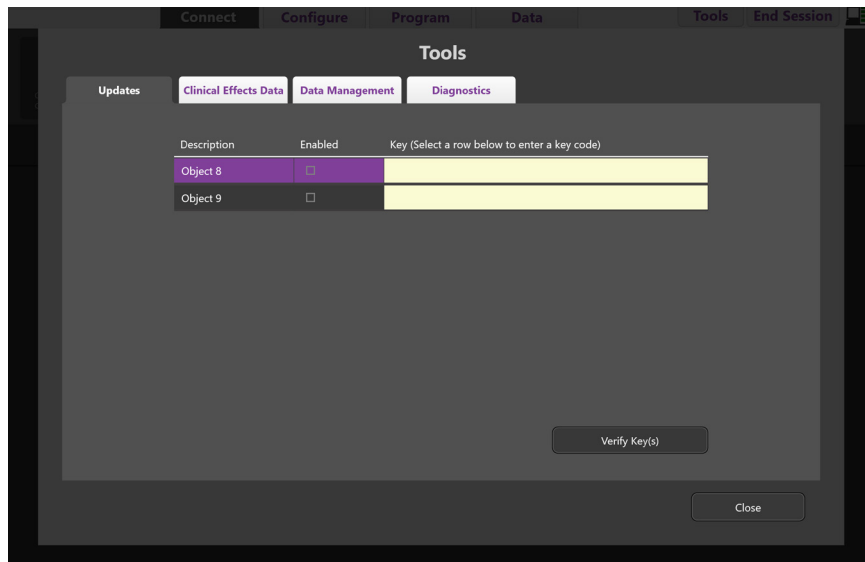 Connect Configure Program Data Tools End Session
Tools
Updates Clinical Effects Data Data Management Diagnostics
Description Enabled Key (Select a row below to enter a key code)
Object 8
Object 9
Verify Key(s)
Close